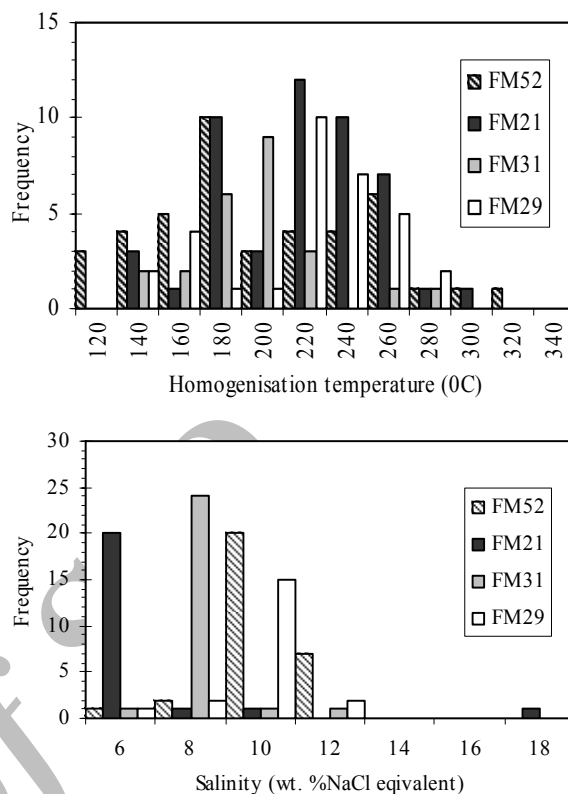 15
10
5
0
Frequency
FM52
FM21
FM31
FM29
120 140 160 180 200 220 240 260 280 300 320 340
Homogenisation temperature (0C)
30
25
20
15
10
5
0
Frequency
FM52
FM21
FM31
FM29
6 8 10 12 14 16 18
Salinity (wt. %NaCl eqivalent)